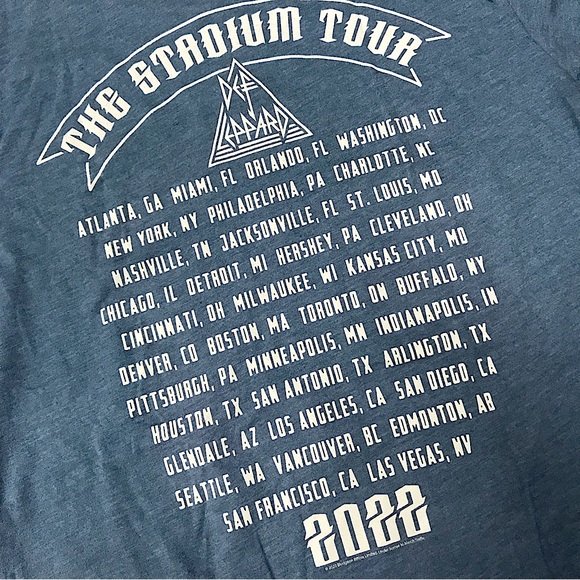 THE STADIUM TOUR
DEF
LEPPARD
ATLANTA, GA MIAMI, FL ORLANDO, FL WASHINGTON, DC
NEW YORK, NY PHILADELPHIA, PA CHARLOTTE, NC
NASHVILLE, TN JACKSONVILLE, FL ST. LOUIS, MO
CHICAGO, IL DETROIT, MI HERSHEY, PA CLEVELAND, OH
CINCINNATI, OH MILWAUKEE, WI KANSAS CITY, MO
DENVER, CO BOSTON, MA TORONTO, ON BUFFALO, NY
PITTSBURGH, PA MINNEAPOLIS, MN INDIANAPOLIS, IN
HOUSTON, TX SAN ANTONIO, TX ARLINGTON, TX
GLENDALE, AZ LOS ANGELES, CA SAN DIEGO, CA
SEATTLE, WA VANCOUVER, BC EDMONTON, AB
SAN FRANCISCO, CA LAS VEGAS, NV
2022